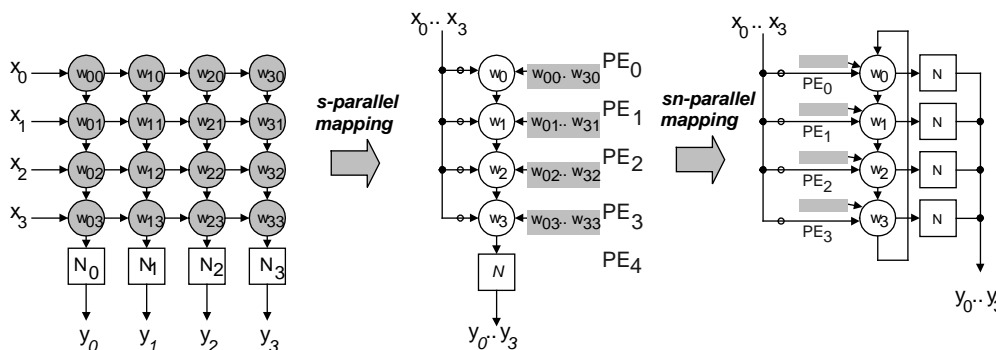 x0 w00 w10 w20 w30
x1 w01 w11 w21 w31
x2 w02 w12 w22 w32
x3 w03 w13 w23 w33
N0 N1 N2 N3
y0 y1 y2 y3
s-parallel
mapping
x0.. x3
w0 w00.. w30 PE0
w1 w01.. w31 PE1
w2 w02.. w32 PE2
w3 w03.. w33 PE3
N PE4
y0.. y3
sn-parallel
mapping
x0.. x3
w0 N
PE0
w1 N
PE1
w2 N
PE2
w3 N
PE3
y0.. y3